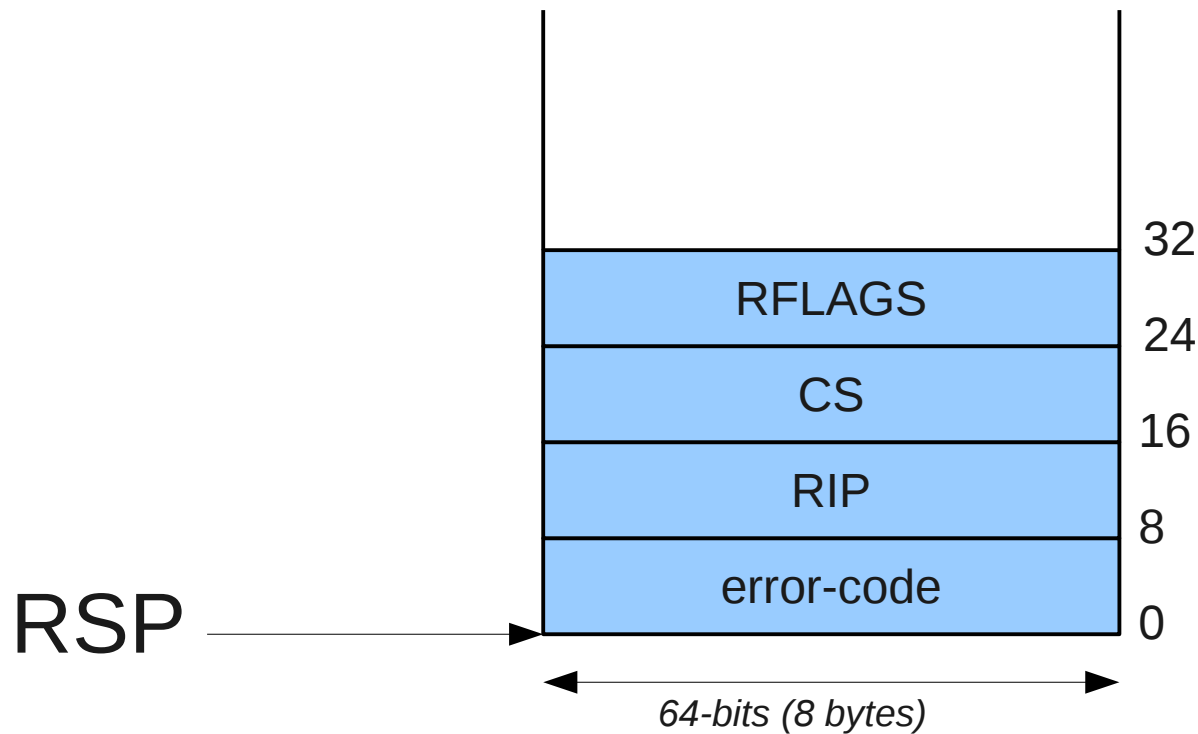 32
RFLAGS
24
CS
16
RIP
8
error-code
RSP
0
64-bits (8 bytes)